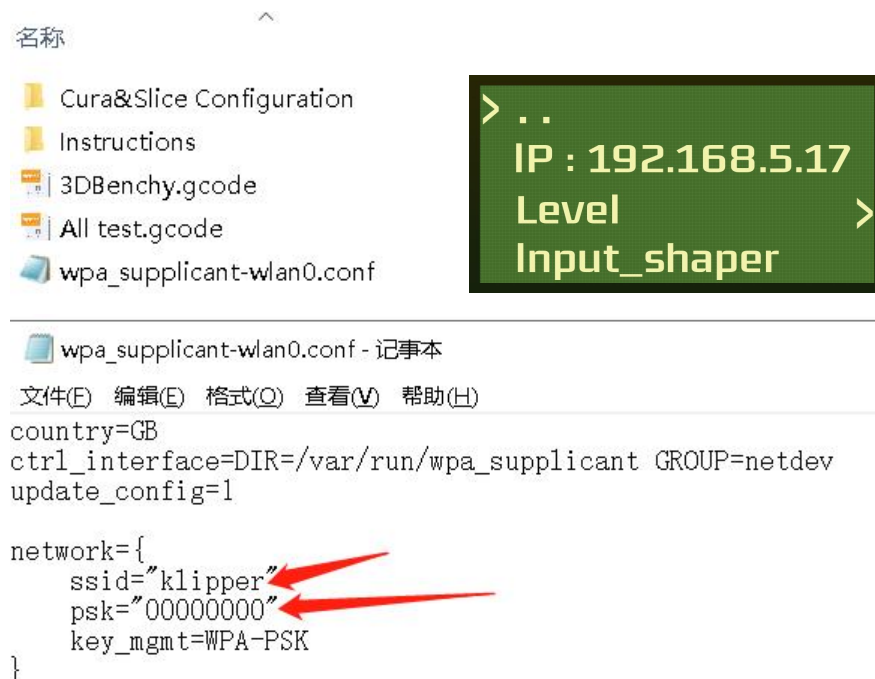 名称
Cura&Slice Configuration
Instructions
3DBenchy.gcode
All test.gcode
wpa_supplicant-wlan0.conf
> ..
IP : 192.168.5.17
Level >
Input_shaper
wpa_supplicant-wlan0.conf - 记事本
文件(F) 编辑(E) 格式(O) 查看(V) 帮助(H)
country=GB
ctrl_interface=DIR=/var/run/wpa_supplicant GROUP=netdev
update_config=1
network={
ssid="klipper"
psk="00000000"
key_mgmt=WPA-PSK
}